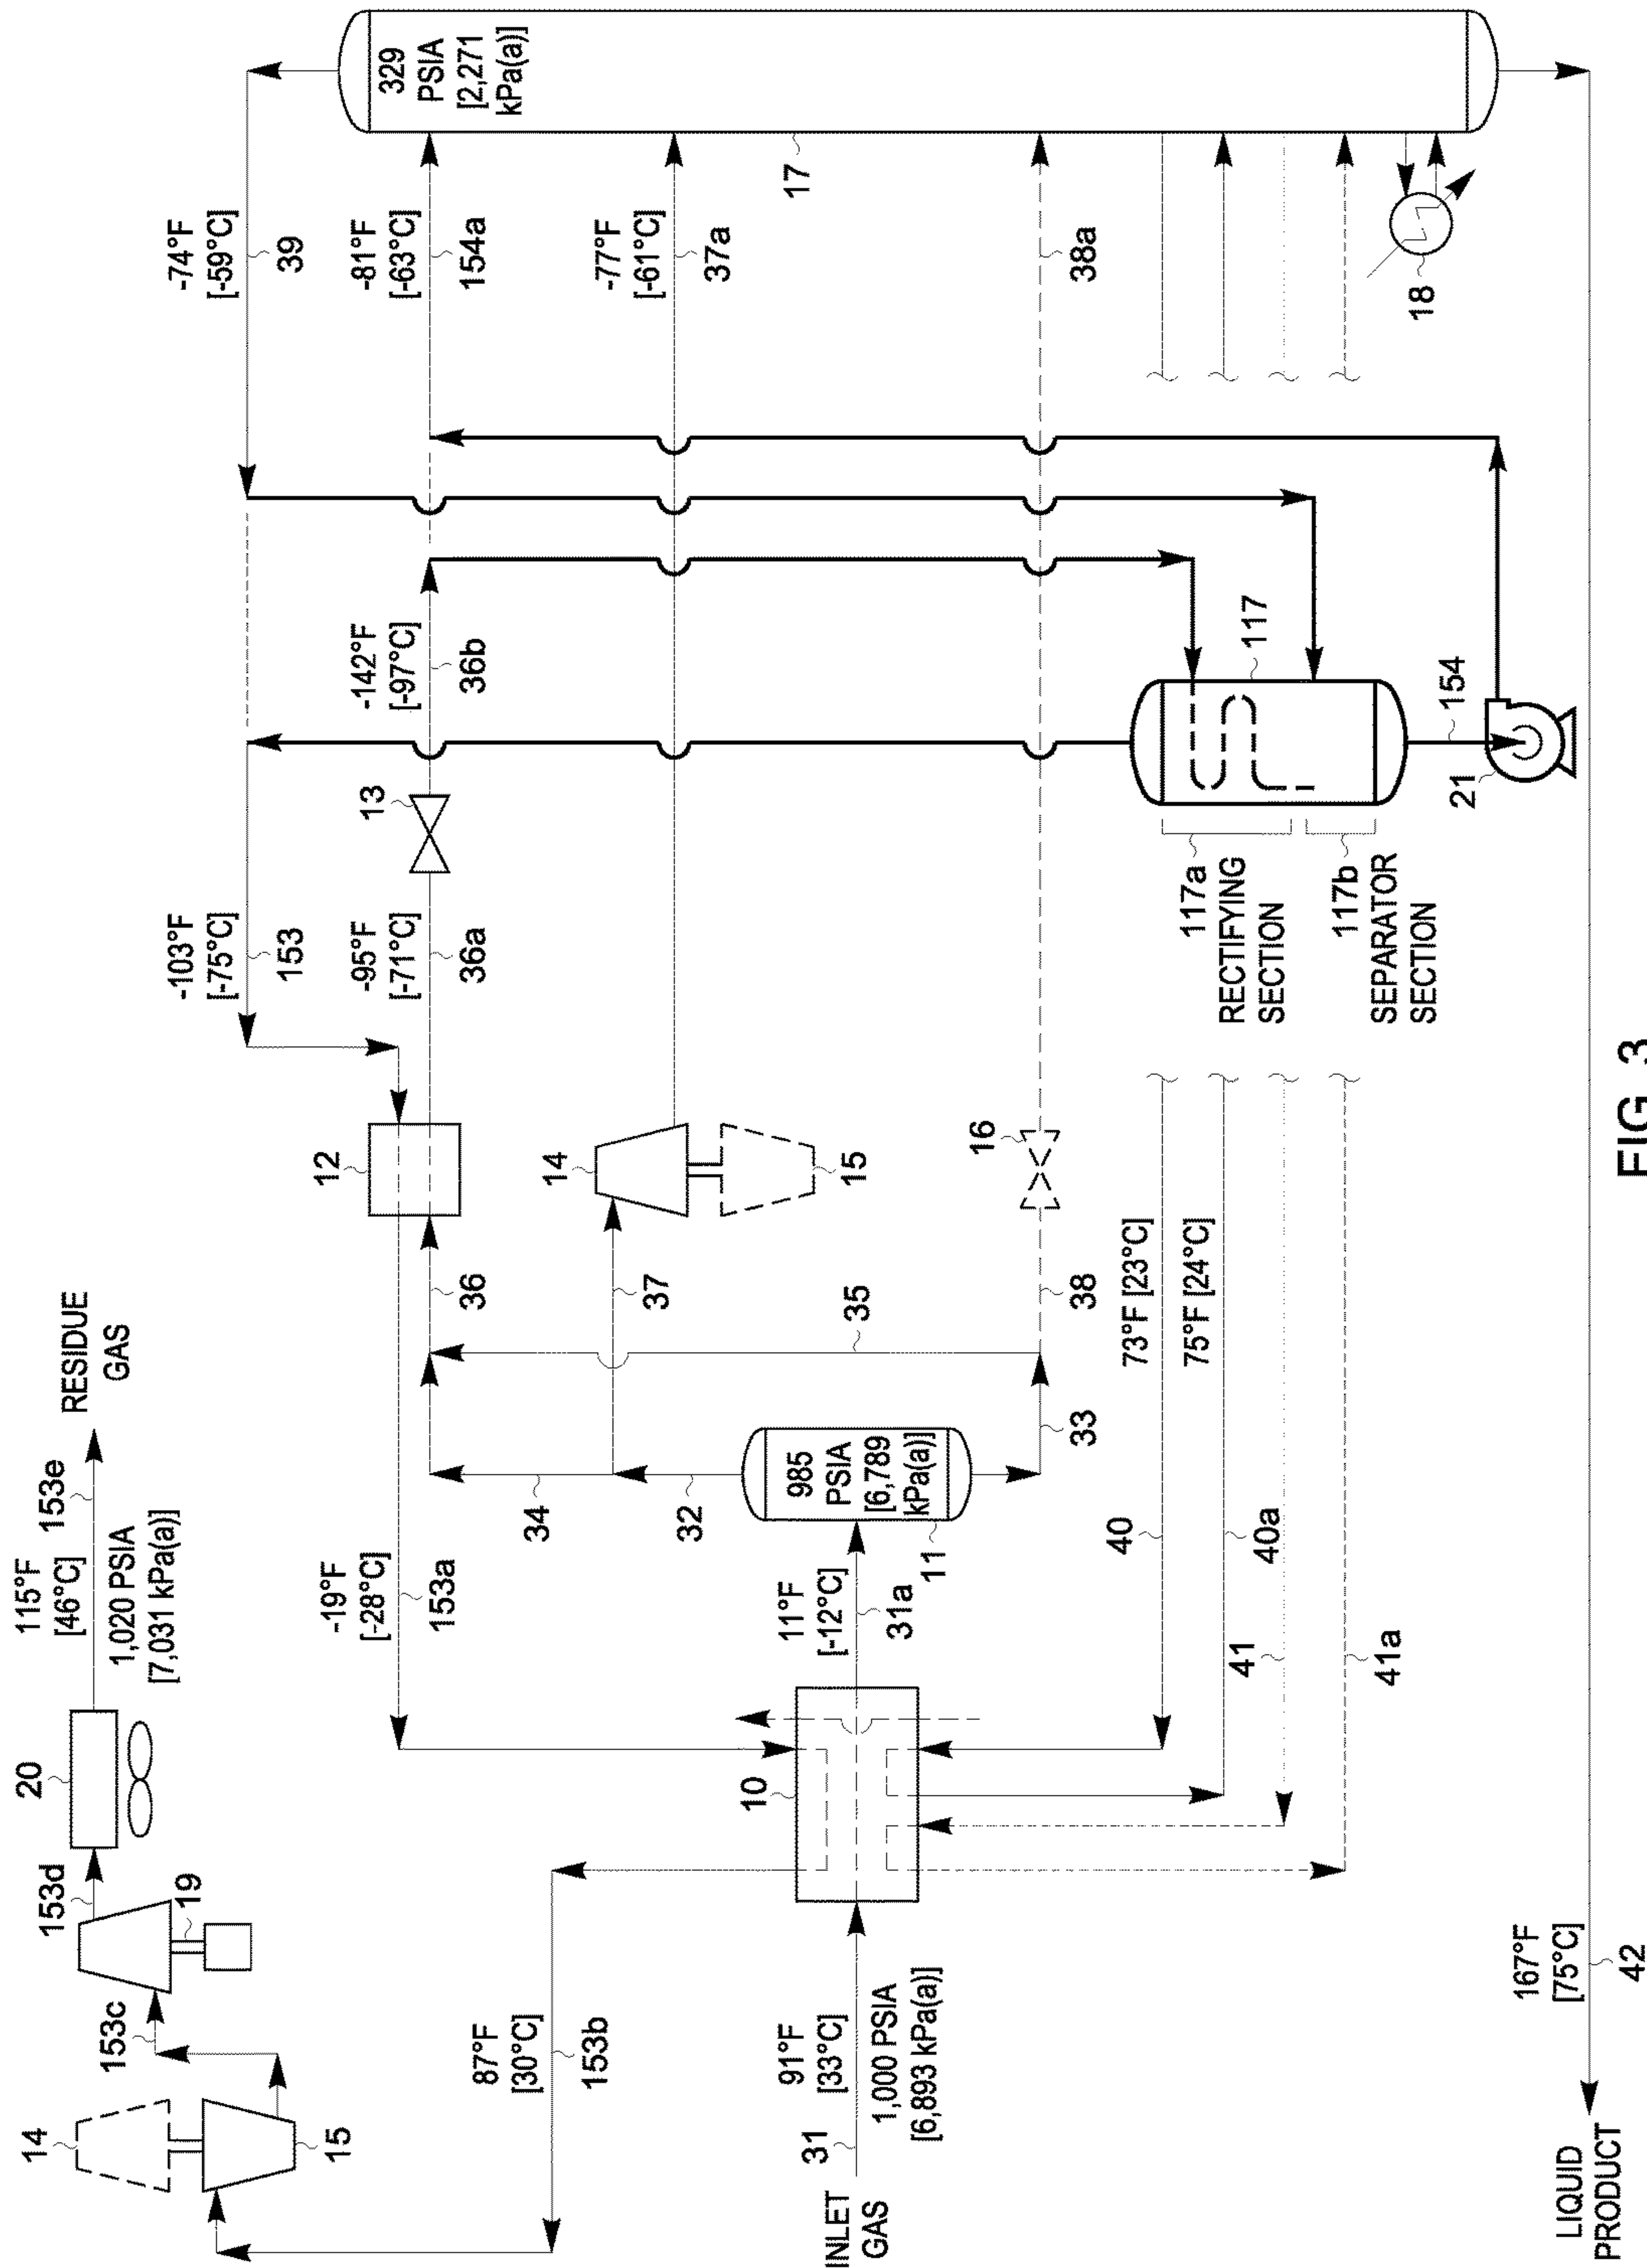 115°F
[46°C]
153e
RESIDUE
GAS
1,020 PSIA
[7,031 kPa(a)]
20
153d
19
153c
14
15
87°F
[30°C]
153b
-19°F
[-28°C]
153a
-103°F
[-75°C]
153
-74°F
[-59°C]
39
12
36
34
-95°F
[-71°C]
36a
13
-142°F
[-97°C]
36b
-81°F
[-63°C]
154a
329
PSIA
[2,271
kPa(a)]
17
14
15
37
-77°F
[-61°C]
37a
32
35
INLET
GAS
31
91°F
[33°C]
1,000 PSIA
[6,893 kPa(a)]
10
11°F
[-12°C]
31a
985
PSIA
[6,789
kPa(a)]
11
33
38
16
38a
40
73°F [23°C]
40a
75°F [24°C]
41
41a
117a
RECTIFYING
SECTION
117b
SEPARATOR
SECTION
117
154
21
18
LIQUID
PRODUCT
167°F
[75°C]
42
FIG. 3